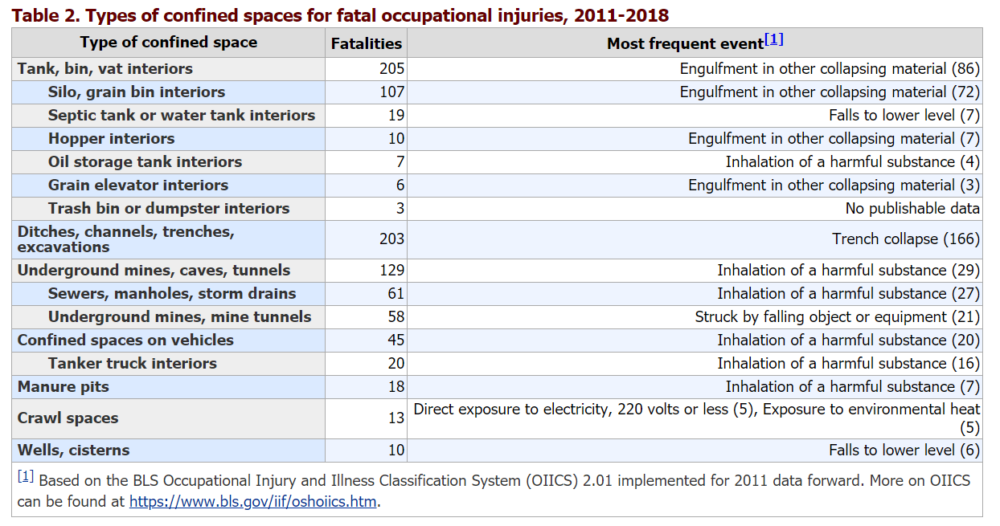 Table 2. Types of confined spaces for fatal occupational injuries, 2011-2018
Type of confined space Fatalities Most frequent event[1]
Tank, bin, vat interiors 205 Engulfment in other collapsing material (86)
Silo, grain bin interiors 107 Engulfment in other collapsing material (72)
Septic tank or water tank interiors 19 Falls to lower level (7)
Hopper interiors 10 Engulfment in other collapsing material (7)
Oil storage tank interiors 7 Inhalation of a harmful substance (4)
Grain elevator interiors 6 Engulfment in other collapsing material (3)
Trash bin or dumpster interiors 3 No publishable data
Ditches, channels, trenches,
excavations 203 Trench collapse (166)
Underground mines, caves, tunnels 129 Inhalation of a harmful substance (29)
Sewers, manholes, storm drains 61 Inhalation of a harmful substance (27)
Underground mines, mine tunnels 58 Struck by falling object or equipment (21)
Confined spaces on vehicles 45 Inhalation of a harmful substance (20)
Tanker truck interiors 20 Inhalation of a harmful substance (16)
Manure pits 18 Inhalation of a harmful substance (7)
Crawl spaces 13 Direct exposure to electricity, 220 volts or less (5), Exposure to environmental heat
(5)
Wells, cisterns 10 Falls to lower level (6)
[1] Based on the BLS Occupational Injury and Illness Classification System (OIICS) 2.01 implemented for 2011 data forward. More on OIICS
can be found at https://www.bls.gov/iif/oshoiics.htm.